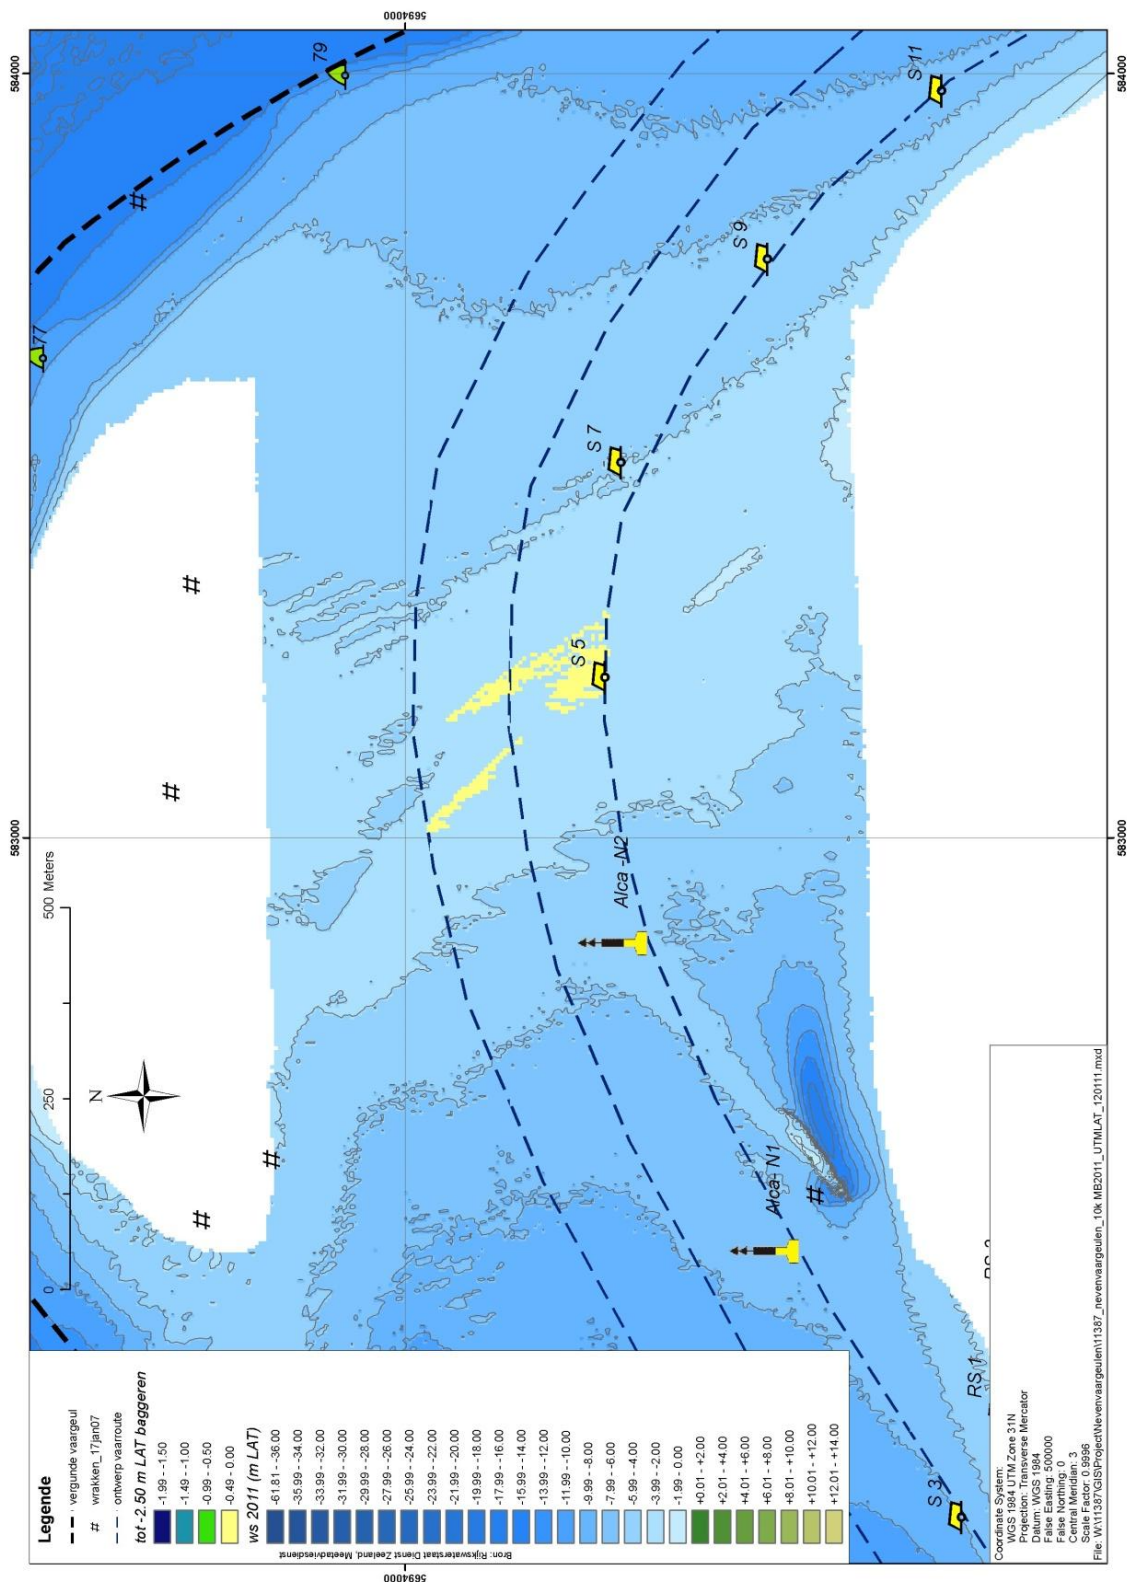 Legende
vergunde vaargeul
# wrakken_17jan07
ontwerp vaarroute
tot -2.50 m LAT baggeren
-1.99 - -1.50
-1.49 - -1.00
-0.99 - -0.50
-0.49 - 0.00
ws 2011 (m LAT)
-61.81 - -36.00
-35.99 - -34.00
-33.99 - -32.00
-31.99 - -30.00
-29.99 - -28.00
-27.99 - -26.00
-25.99 - -24.00
-23.99 - -22.00
-21.99 - -20.00
-19.99 - -18.00
-17.99 - -16.00
-15.99 - -14.00
-13.99 - -12.00
-11.99 - -10.00
-9.99 - -8.00
-7.99 - -6.00
-5.99 - -4.00
-3.99 - -2.00
-1.99 - 0.00
+0.01 - +2.00
+2.01 - +4.00
+4.01 - +6.00
+6.01 - +8.00
+8.01 - +10.00
+10.01 - +12.00
+12.01 - +14.00
Bron: Rijkswaterstaat Dienst Zeeland, Meetadviesdienst
0 250 500 Meters
N
583000
584000
5694000
77
79
#
#
#
#
#
#
S 11
S 9
S 7
S 5
Alca -N2
Alca- N1
S 3
RS 1
583000
584000
5694000
Coordinate System:
WGS 1984 UTM Zone 31N
Projection: Transverse Mercator
Datum: WGS 1984
False Easting: 500000
False Northing: 0
Central Meridian: 3
Scale Factor: 0.9996
File: W:\11387\GIS\Project\Nevenvaargeulen\11387_nevenvaargeulen_10k MB2011_UTMLAT_120111.mxd